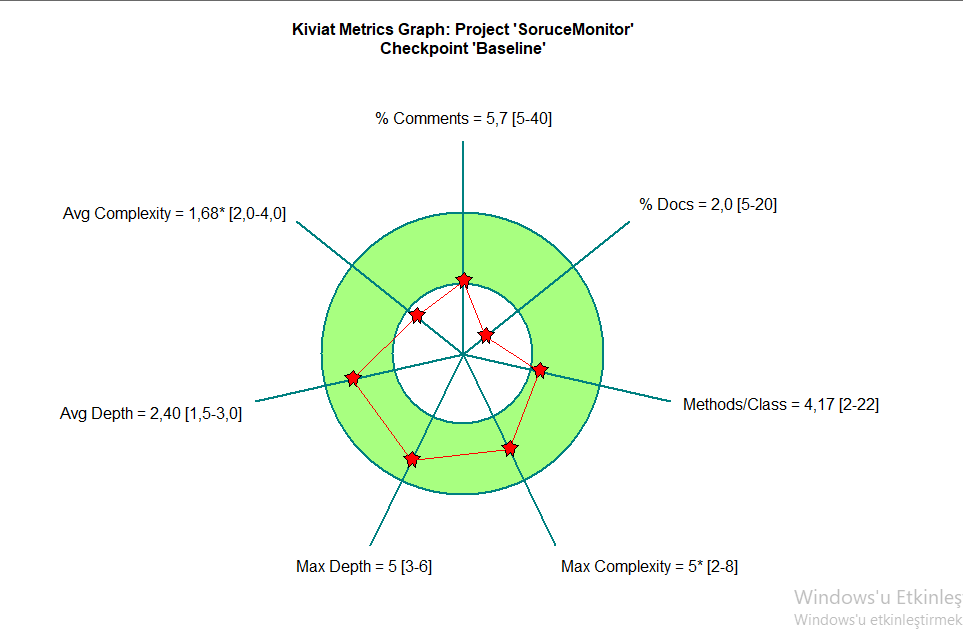 Kiviat Metrics Graph: Project 'SoruceMonitor'
Checkpoint 'Baseline'
% Comments = 5,7 [5-40]
% Docs = 2,0 [5-20]
Avg Complexity = 1,68* [2,0-4,0]
Methods/Class = 4,17 [2-22]
Avg Depth = 2,40 [1,5-3,0]
Max Depth = 5 [3-6]
Max Complexity = 5* [2-8]
Windows'u Etkinleş
Windows'u etkinleştirmek